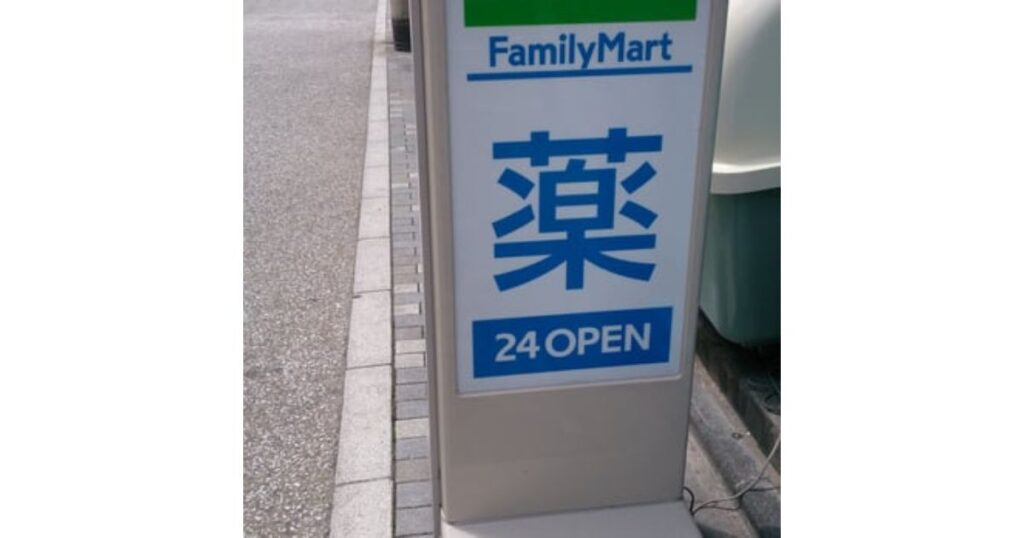 FamilyMart
薬
24 OPEN